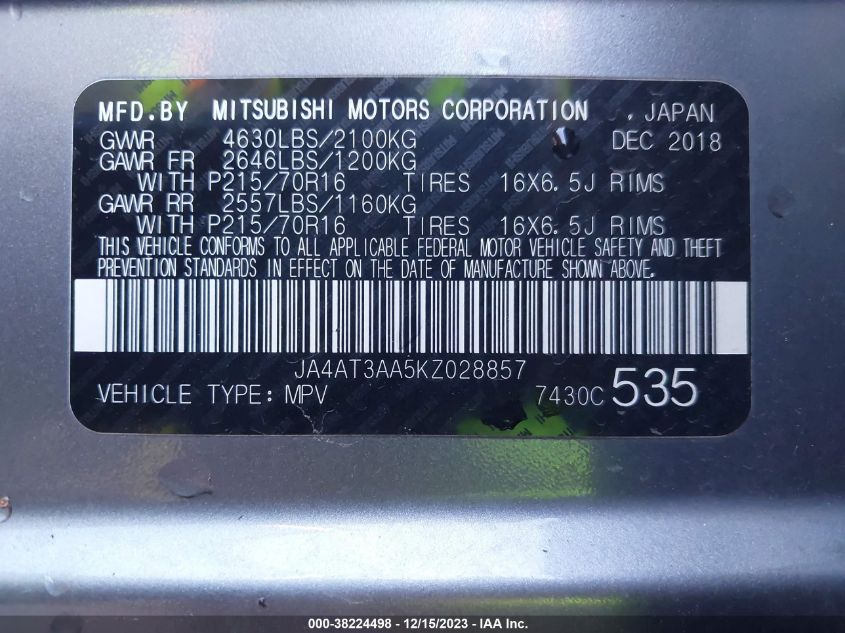 MFD.BY MITSUBISHI MOTORS CORPORATION , JAPAN
GVWR 4630LBS/2100KG DEC 2018
GAWR FR 2646LBS/1200KG
WITH P215/70R16 TIRES 16X6.5J RIMS
GAWR RR 2557LBS/1160KG
WITH P215/70R16 TIRES 16X6.5J RIMS
THIS VEHICLE CONFORMS TO ALL APPLICABLE FEDERAL MOTOR VEHICLE SAFETY AND THEFT
PREVENTION STANDARDS IN EFFECT ON THE DATE OF MANUFACTURE SHOWN ABOVE.
JA4AT3AA5KZ028857
VEHICLE TYPE: MPV 7430C 535
000-38224498 - 12/15/2023 - IAA Inc.